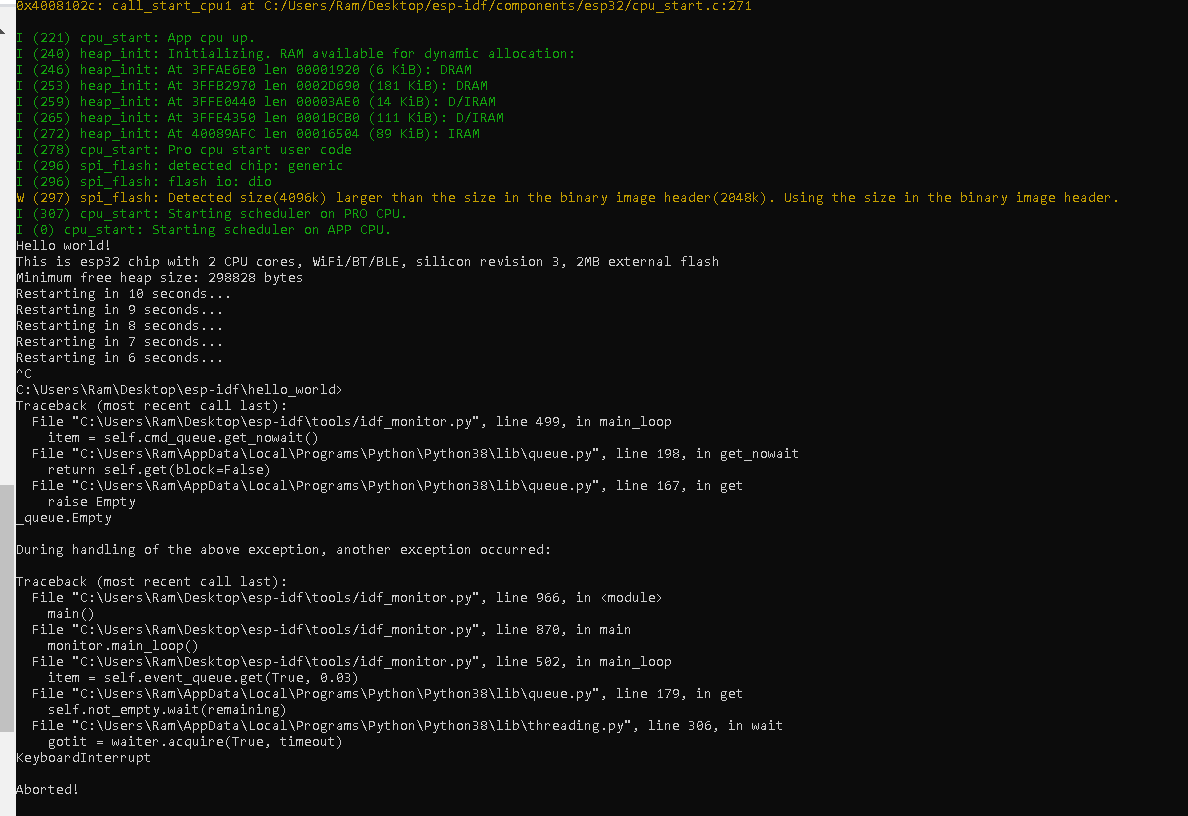 0x4008102c: call_start_cpu1 at C:/Users/Ram/Desktop/esp-idf/components/esp32/cpu_start.c:271
I (221) cpu_start: App cpu up.
I (240) heap_init: Initializing. RAM available for dynamic allocation:
I (246) heap_init: At 3FFAE6E0 len 00001920 (6 KiB): DRAM
I (253) heap_init: At 3FFB2970 len 0002D690 (181 KiB): DRAM
I (259) heap_init: At 3FFE0440 len 00003AE0 (14 KiB): D/IRAM
I (265) heap_init: At 3FFE4350 len 0001BCB0 (111 KiB): D/IRAM
I (272) heap_init: At 40089AFC len 00016504 (89 KiB): IRAM
I (278) cpu_start: Pro cpu start user code
I (296) spi_flash: detected chip: generic
I (296) spi_flash: flash io: dio
W (297) spi_flash: Detected size(4096k) larger than the size in the binary image header(2048k). Using the size in the binary image header.
I (307) cpu_start: Starting scheduler on PRO CPU.
I (0) cpu_start: Starting scheduler on APP CPU.
Hello world!
This is esp32 chip with 2 CPU cores, WiFi/BT/BLE, silicon revision 3, 2MB external flash
Minimum free heap size: 298828 bytes
Restarting in 10 seconds...
Restarting in 9 seconds...
Restarting in 8 seconds...
Restarting in 7 seconds...
Restarting in 6 seconds...
^C
C:\Users\Ram\Desktop\esp-idf\hello_world>
Traceback (most recent call last):
  File "C:\Users\Ram\Desktop\esp-idf\tools/idf_monitor.py", line 499, in main_loop
    item = self.cmd_queue.get_nowait()
  File "C:\Users\Ram\AppData\Local\Programs\Python\Python38\lib\queue.py", line 198, in get_nowait
    return self.get(block=False)
  File "C:\Users\Ram\AppData\Local\Programs\Python\Python38\lib\queue.py", line 167, in get
    raise Empty
_queue.Empty
During handling of the above exception, another exception occurred:
Traceback (most recent call last):
  File "C:\Users\Ram\Desktop\esp-idf\tools/idf_monitor.py", line 966, in <module>
    main()
  File "C:\Users\Ram\Desktop\esp-idf\tools/idf_monitor.py", line 870, in main
    monitor.main_loop()
  File "C:\Users\Ram\Desktop\esp-idf\tools/idf_monitor.py", line 502, in main_loop
    item = self.event_queue.get(True, 0.03)
  File "C:\Users\Ram\AppData\Local\Programs\Python\Python38\lib\queue.py", line 179, in get
    self.not_empty.wait(remaining)
  File "C:\Users\Ram\AppData\Local\Programs\Python\Python38\lib\threading.py", line 306, in wait
    gotit = waiter.acquire(True, timeout)
KeyboardInterrupt
Aborted!